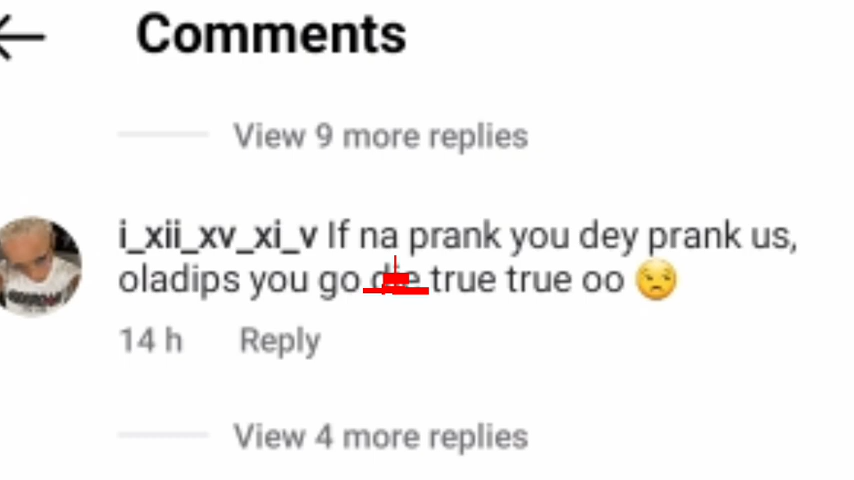 Comments
View 9 more replies
i_xii_xv_xi_v If na prank you dey prank us,
oladips you go die true true oo 😒
14 h Reply
View 4 more replies